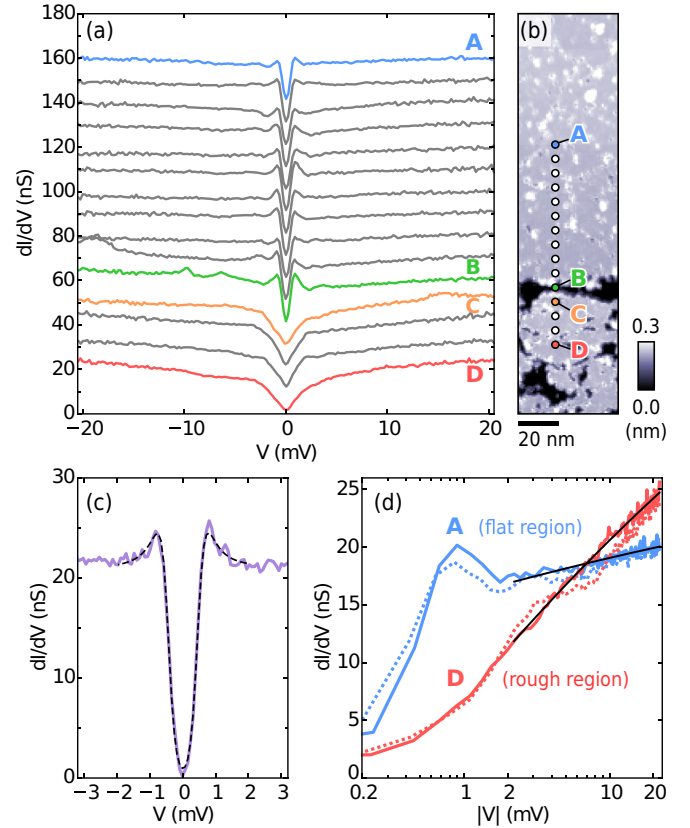 (a)
180
160
140
120
100
80
60
40
20
0
dI/dV (nS)
A
B
C
D
−20 −10 0 10 20
V (mV)
(b)
A
B
C
D
0.3
0.0
(nm)
20 nm
(c)
30
20
10
0
dI/dV (nS)
−3 −2 −1 0 1 2 3
V (mV)
(d)
25
20
15
10
5
0
dI/dV (nS)
A (flat region)
D (rough region)
0.2 1 2 10 20
|V| (mV)